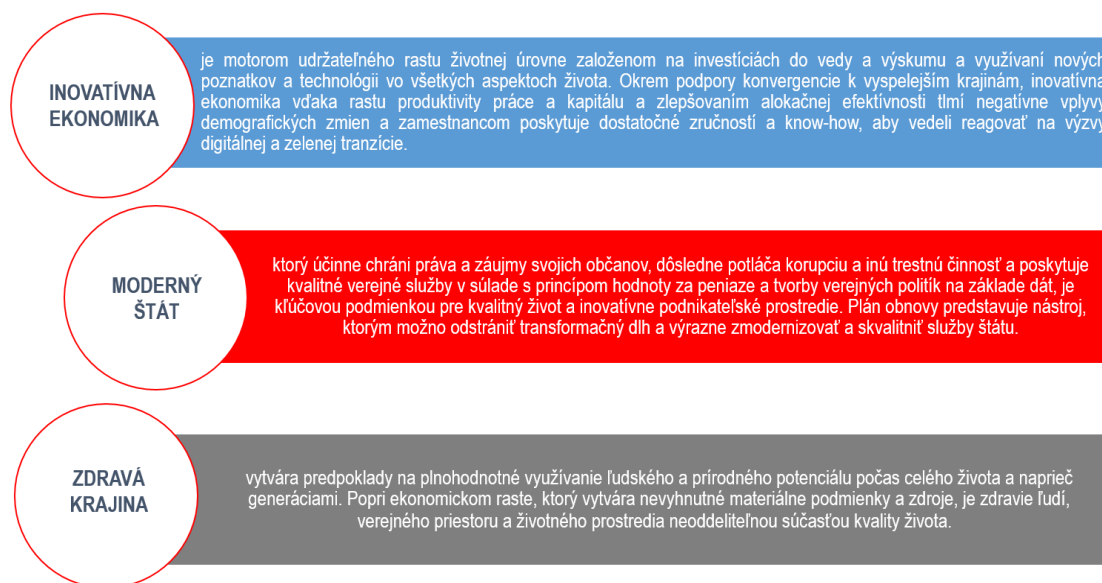 INOVATÍVNA
EKONOMIKA
je motorom udržateľného rastu životnej úrovne založenom na investíciách do vedy a výskumu a využívaní nových
poznatkov a technológii vo všetkých aspektoch života. Okrem podpory konvergencie k vyspelejším krajinám, inovatívna
ekonomika vďaka rastu produktivity práce a kapitálu a zlepšovaním alokačnej efektívnosti tlmí negatívne vplyvy
demografických zmien a zamestnancom poskytuje dostatočné zručností a know-how, aby vedeli reagovať na výzvy
digitálnej a zelenej tranzície.
MODERNÝ
ŠTÁT
ktorý účinne chráni práva a záujmy svojich občanov, dôsledne potláča korupciu a inú trestnú činnosť a poskytuje
kvalitné verejné služby v súlade s princípom hodnoty za peniaze a tvorby verejných politík na základe dát, je
kľúčovou podmienkou pre kvalitný život a inovatívne podnikateľské prostredie. Plán obnovy predstavuje nástroj,
ktorým možno odstrániť transformačný dlh a výrazne zmodernizovať a skvalitniť služby štátu.
ZDRAVÁ
KRAJINA
vytvára predpoklady na plnohodnotné využívanie ľudského a prírodného potenciálu počas celého života a naprieč
generáciami. Popri ekonomickom raste, ktorý vytvára nevyhnutné materiálne podmienky a zdroje, je zdravie ľudí,
verejného priestoru a životného prostredia neoddeliteľnou súčasťou kvality života.